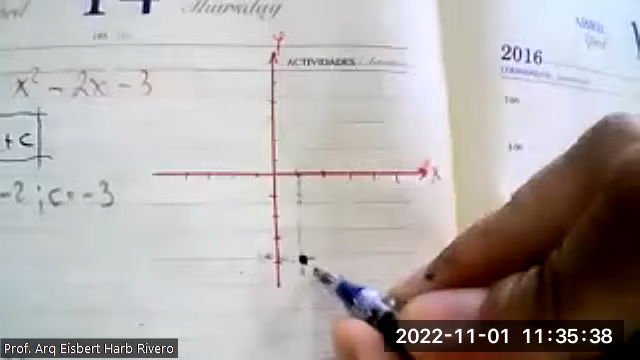 14
Thursday
ACTIVIDADES
2016
x² - 2x - 3
+ C
-2 ; c = -3
y
x
Prof. Arq Eisbert Harb Rivero
2022-11-01 11:35:38